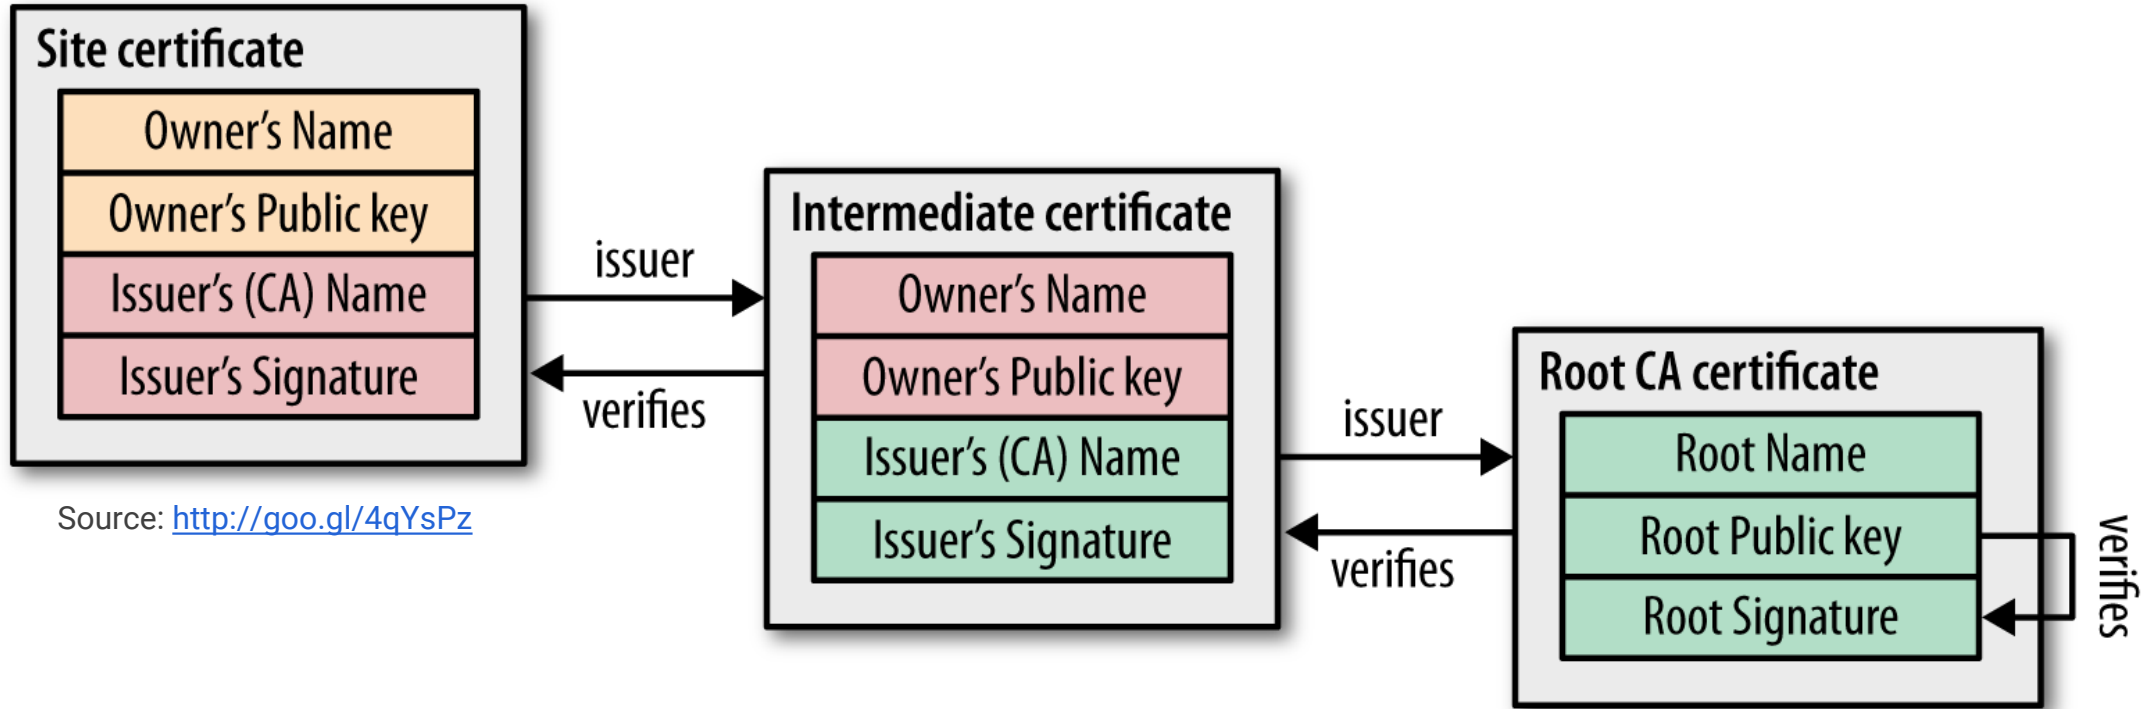 Site certificate
Owner’s Name
Owner’s Public key
Issuer’s (CA) Name
Issuer’s Signature
Source: http://goo.gl/4qYsPz
issuer
verifies
Intermediate certificate
Owner’s Name
Owner’s Public key
Issuer’s (CA) Name
Issuer’s Signature
issuer
verifies
Root CA certificate
Root Name
Root Public key
Root Signature
verifies